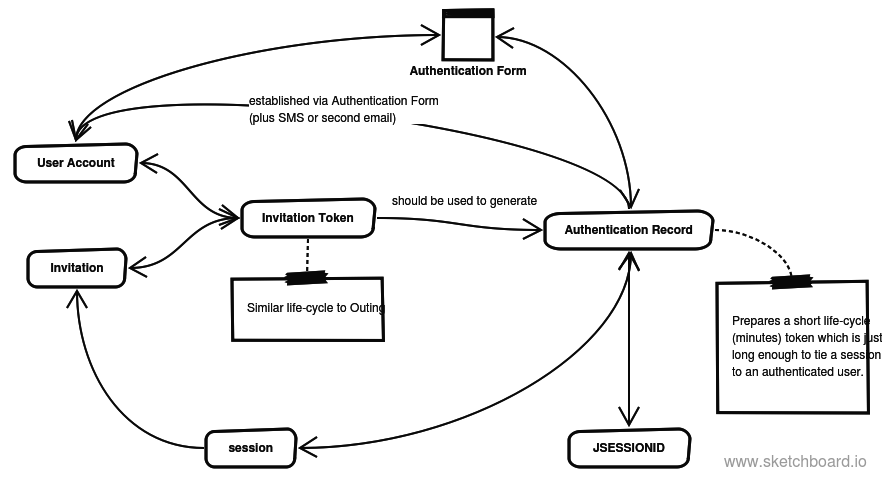 Authentication Form
established via Authentication Form
(plus SMS or second email)
User Account
should be used to generate
Invitation Token
Authentication Record
Invitation
Similar life-cycle to Outing
Prepares a short life-cycle
(minutes) token which is just
long enough to tie a session
to an authenticated user.
session
JSESSIONID
www.sketchboard.io